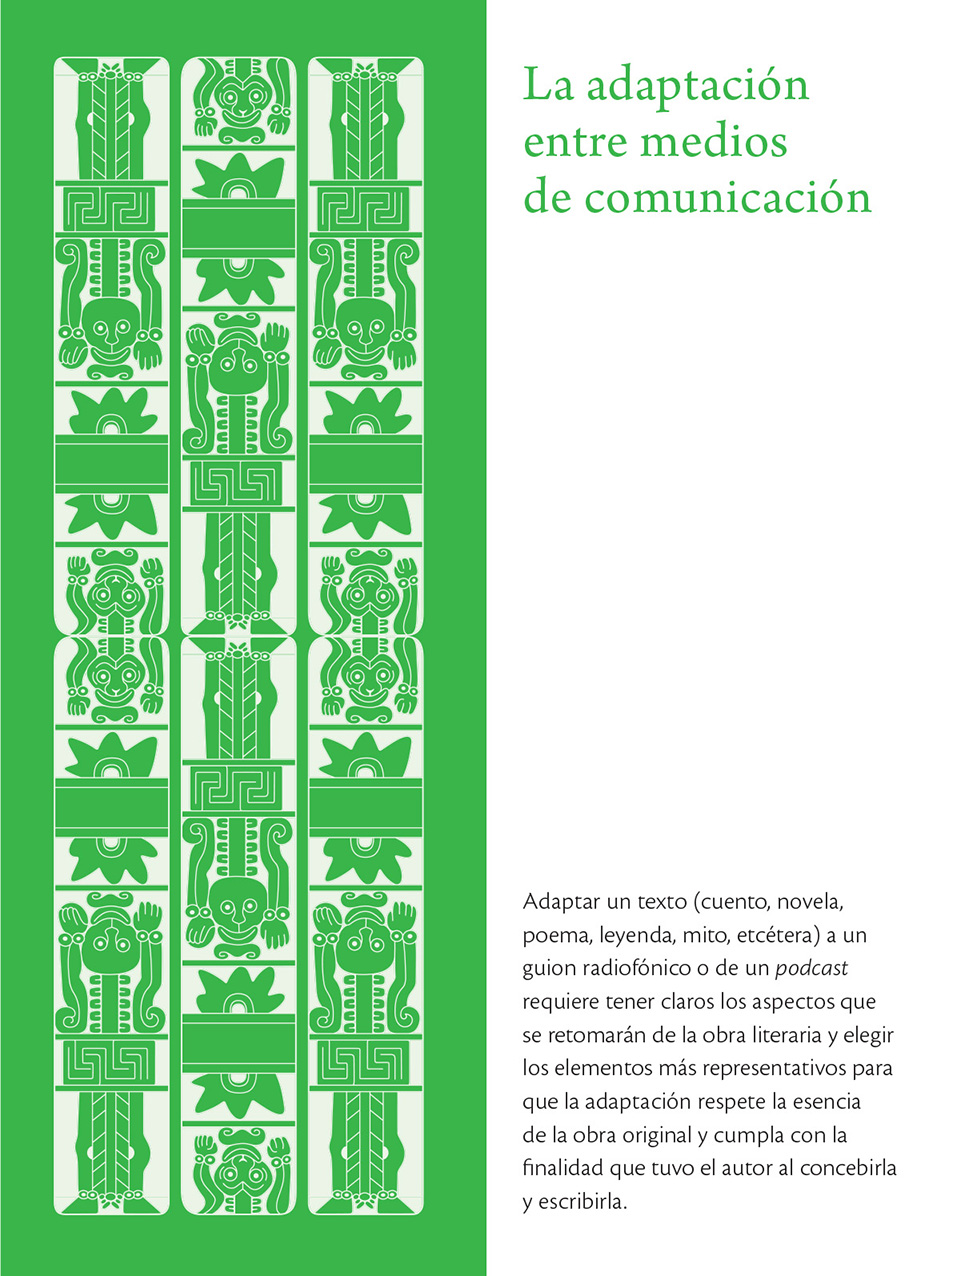 La adaptación
entre medios
de comunicación
Adaptar un texto (cuento, novela,
poema, leyenda, mito, etcétera) a un
guion radiofónico o de un podcast
requiere tener claros los aspectos que
se retomarán de la obra literaria y elegir
los elementos más representativos para
que la adaptación respete la esencia
de la obra original y cumpla con la
finalidad que tuvo el autor al concebirla
y escribirla.